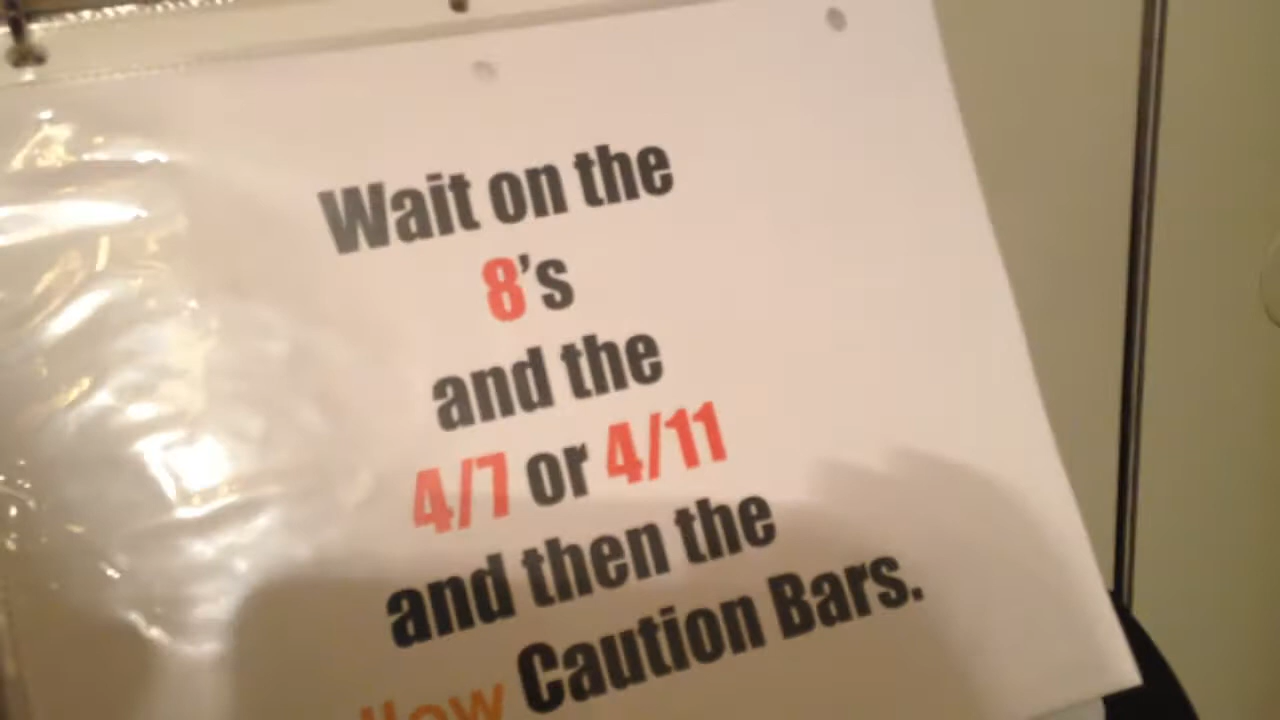 Wait on the
8's
and the
4/7 or 4/11
and then the
Caution Bars.